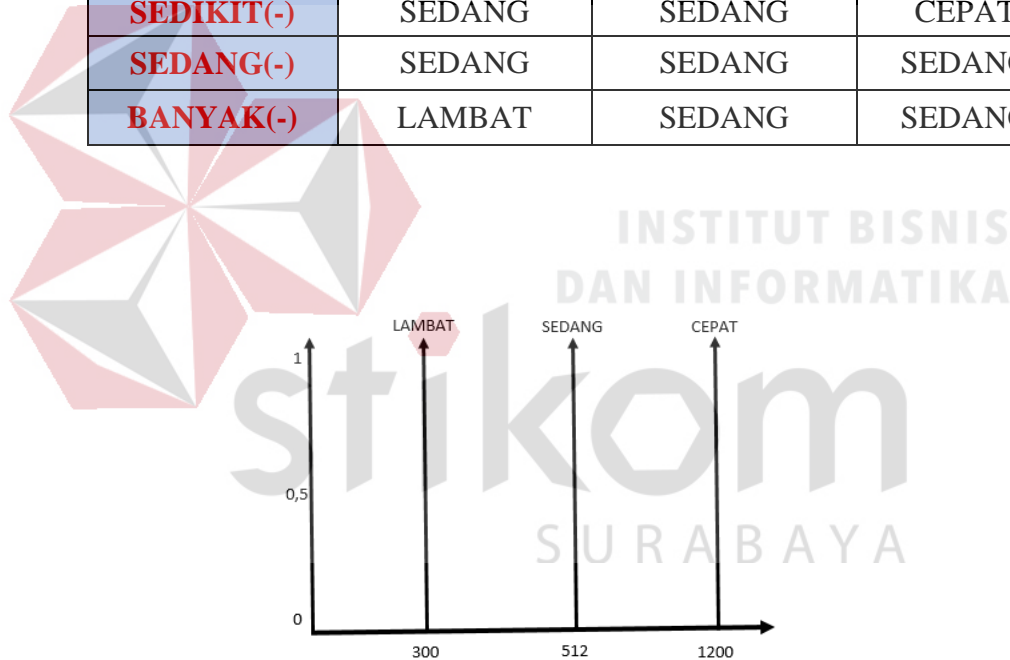 SEDIKIT(-) SEDANG SEDANG CEPAT
SEDANG(-) SEDANG SEDANG SEDANG
BANYAK(-) LAMBAT SEDANG SEDANG
INSTITUT BISNIS
DAN INFORMATIKA
LAMBAT SEDANG CEPAT
1
stikom
0,5
SURABAYA
0
300 512 1200